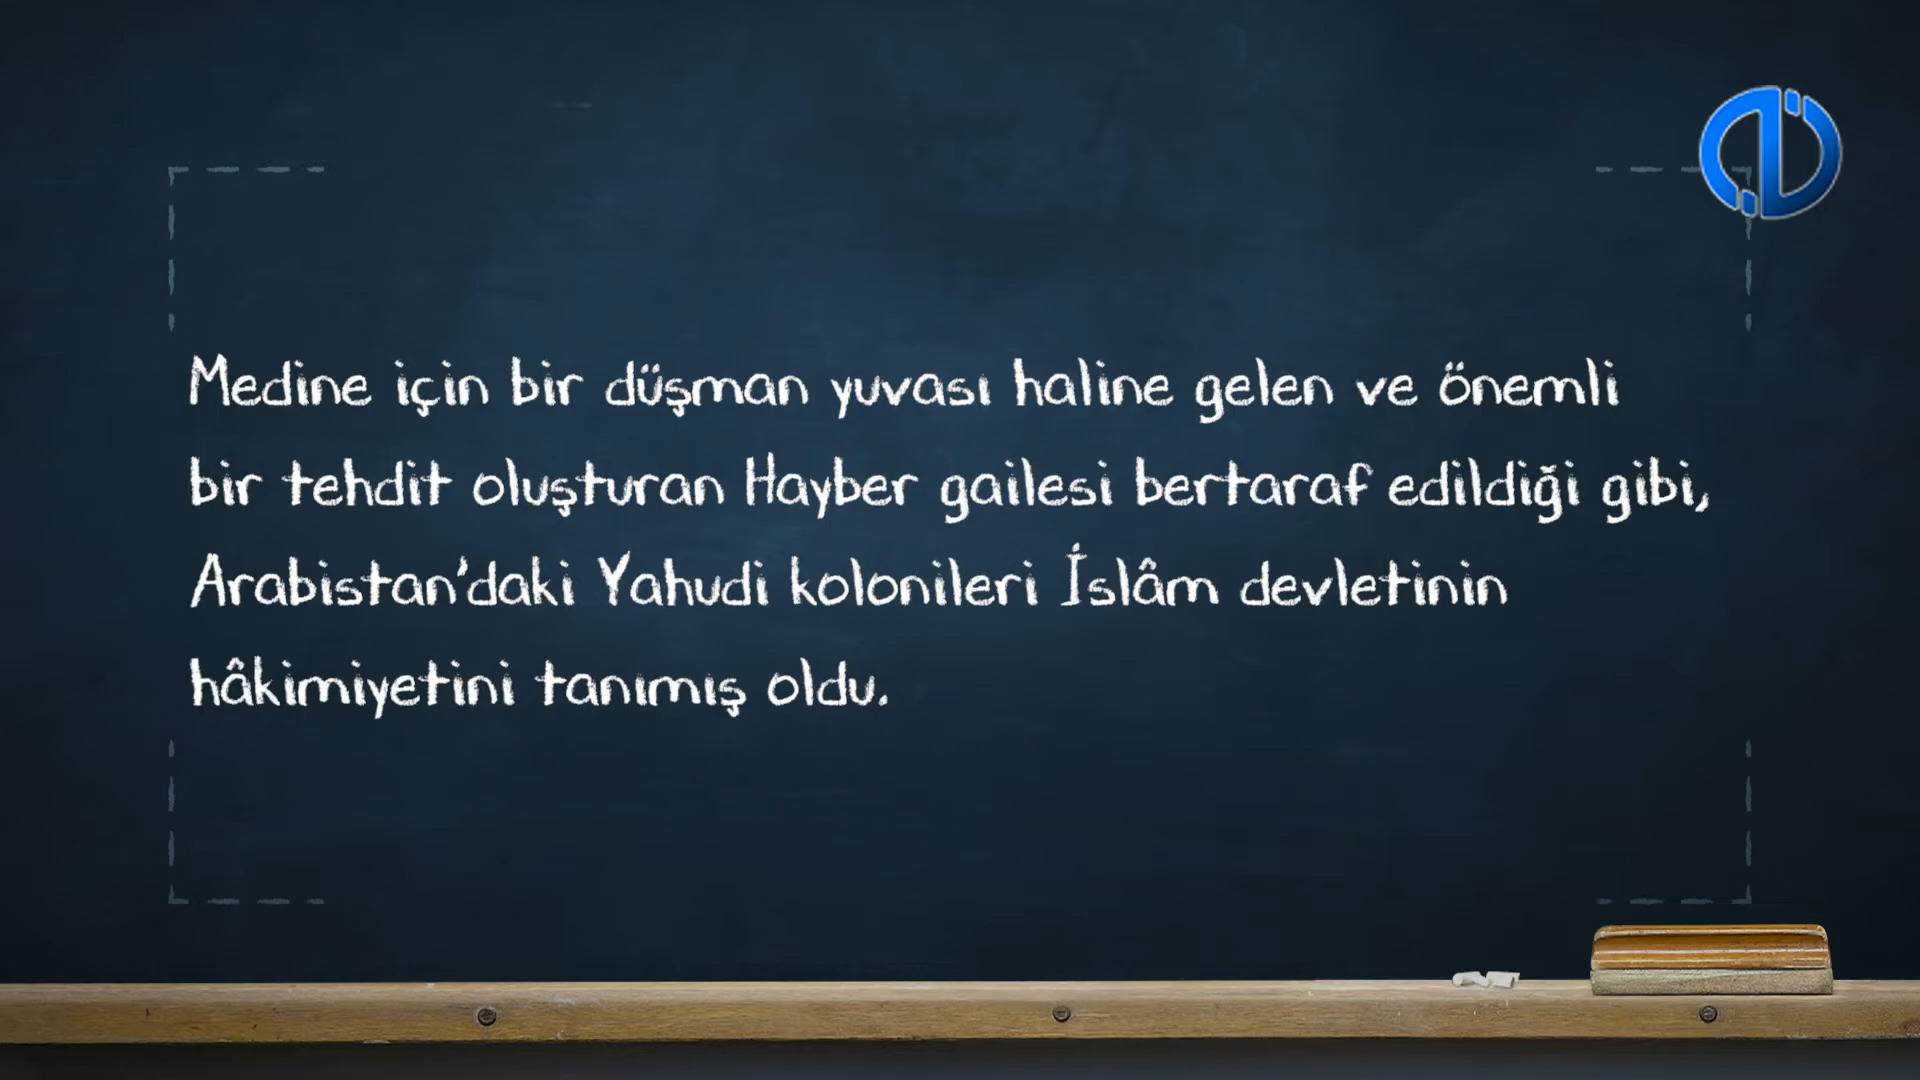 Medine için bir düşman yuvası haline gelen ve önemli
bir tehdit oluşturan Hayber gailesi bertaraf edildiği gibi,
Arabistan'daki Yahudi kolonileri İslâm devletinin
hâkimiyetini tanımış oldu.